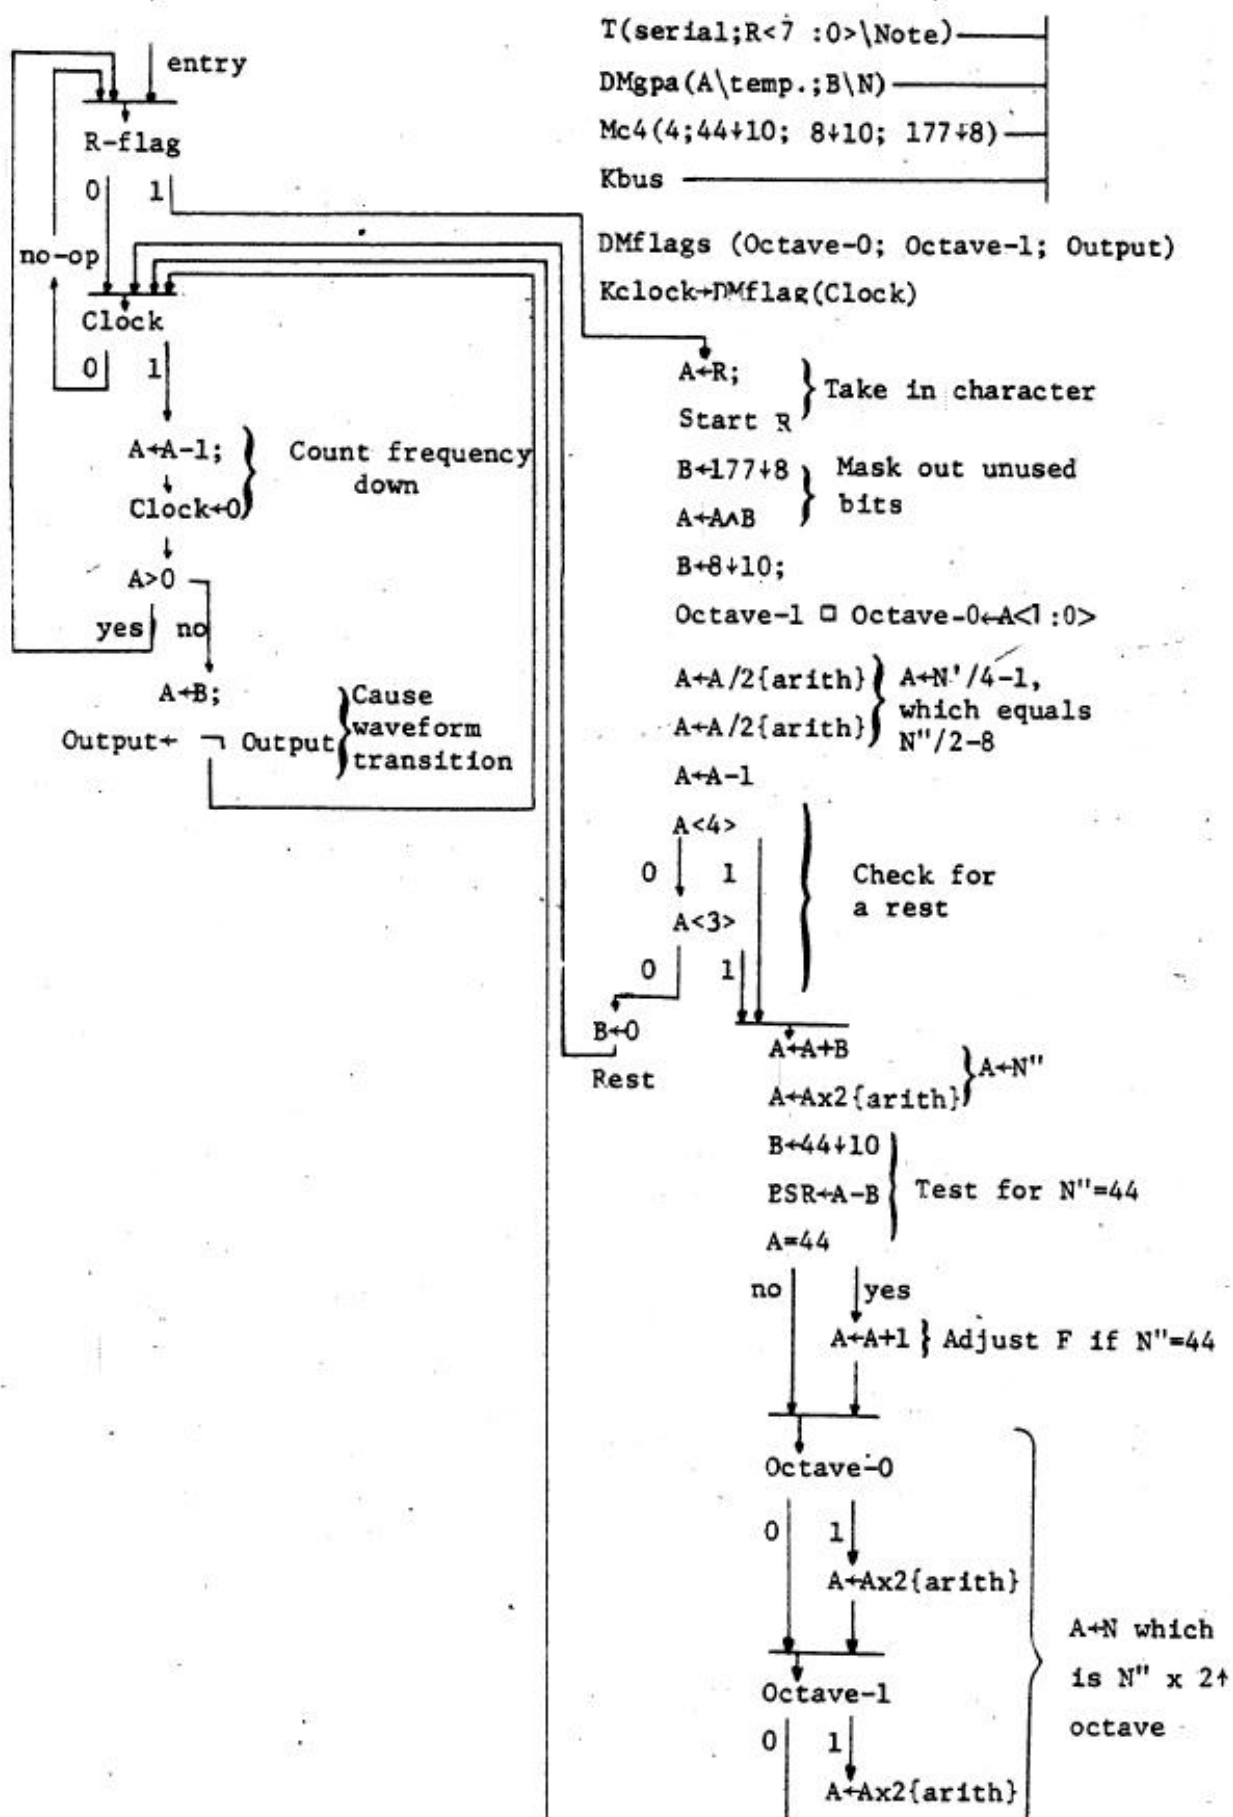 T(serial;R<7 :0>\Note)
DMgpa(A\temp.;B\N)
Mc4(4;44↓10; 8↓10; 177↓8)
Kbus
DMflags (Octave-0; Octave-1; Output)
Kclock→DMflag(Clock)
entry
R-flag
0 1
no-op
Clock
0 1
A←A-1;
Clock←0
Count frequency
down
A>0
yes no
A←B;
Output← ¬ Output
Cause
waveform
transition
A←R;
Start R
Take in character
B←177↓8
A←A∧B
Mask out unused
bits
B←8↓10;
Octave-1 □ Octave-0←A<1:0>
A←A/2{arith}
A←A/2{arith}
A←A-1
A←N'/4-1,
which equals
N"/2-8
A<4>
0 1
A<3>
0 1
Check for
a rest
B←0
Rest
A←A+B
A←Ax2{arith}
A←N"
B←44↓10
BSR←A-B
A=44
Test for N"=44
no yes
A←A+1 } Adjust F if N"=44
Octave-0
0 1
A←Ax2{arith}
Octave-1
0 1
A←Ax2{arith}
A←N which
is N" x 2↑
octave